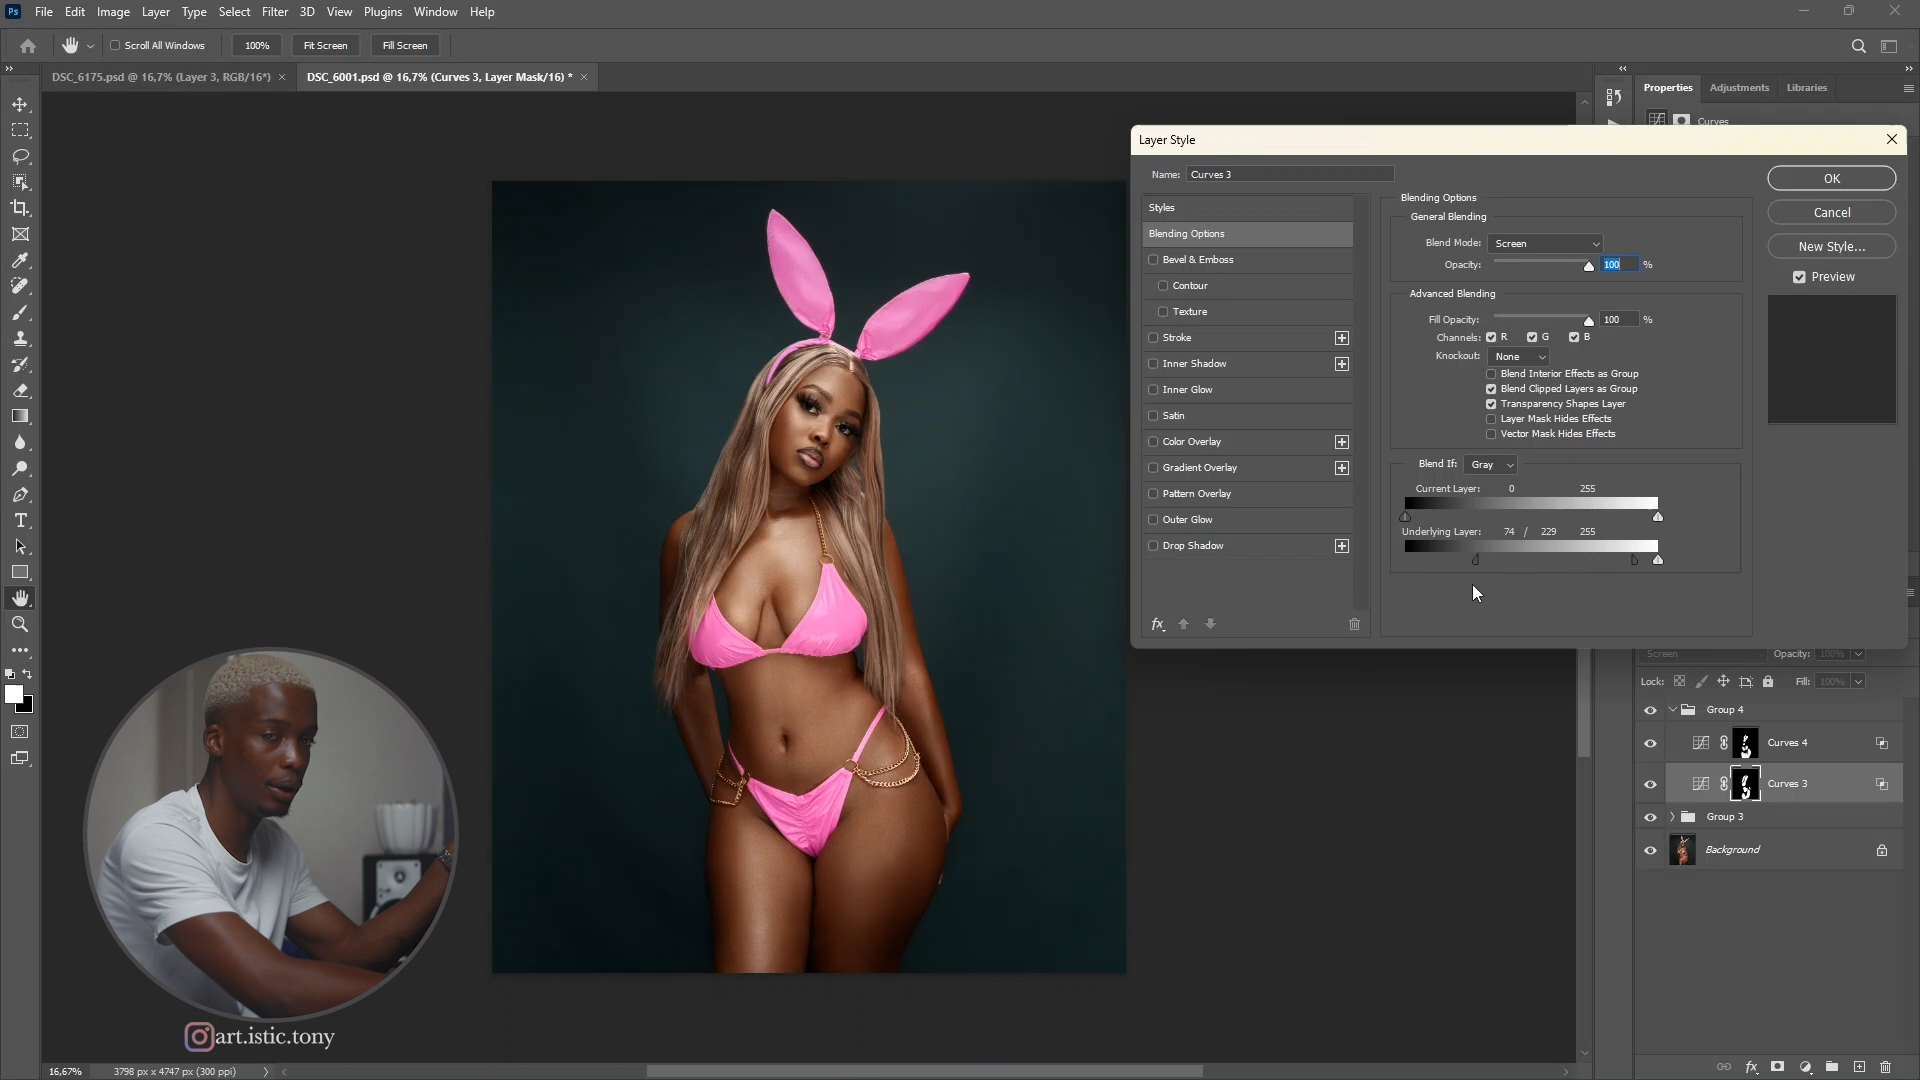 Ps File Edit Image Layer Type Select Filter 3D View Plugins Window Help
Scroll All Windows 100% Fit Screen Fill Screen
DSC_6175.psd @ 16,7% (Layer 3, RGB/16*) × DSC_6001.psd @ 16,7% (Curves 3, Layer Mask/16) * ×
Properties Adjustments Libraries
Curves
Layer Style
Name: Curves 3
Styles
Blending Options
Bevel & Emboss
Contour
Texture
Stroke
Inner Shadow
Inner Glow
Satin
Color Overlay
Gradient Overlay
Pattern Overlay
Outer Glow
Drop Shadow
fx
Blending Options
General Blending
Blend Mode: Screen
Opacity: 100 %
Advanced Blending
Fill Opacity: 100 %
Channels: R G B
Knockout: None
Blend Interior Effects as Group
Blend Clipped Layers as Group
Transparency Shapes Layer
Layer Mask Hides Effects
Vector Mask Hides Effects
Blend If: Gray
Current Layer: 0 255
Underlying Layer: 74 / 229 255
OK
Cancel
New Style...
Preview
Screen Opacity: 100%
Lock: Fill: 100%
Group 4
Curves 4
Curves 3
Group 3
Background
fx
art.istic.tony
16,67% 3798 px x 4747 px (300 ppi)